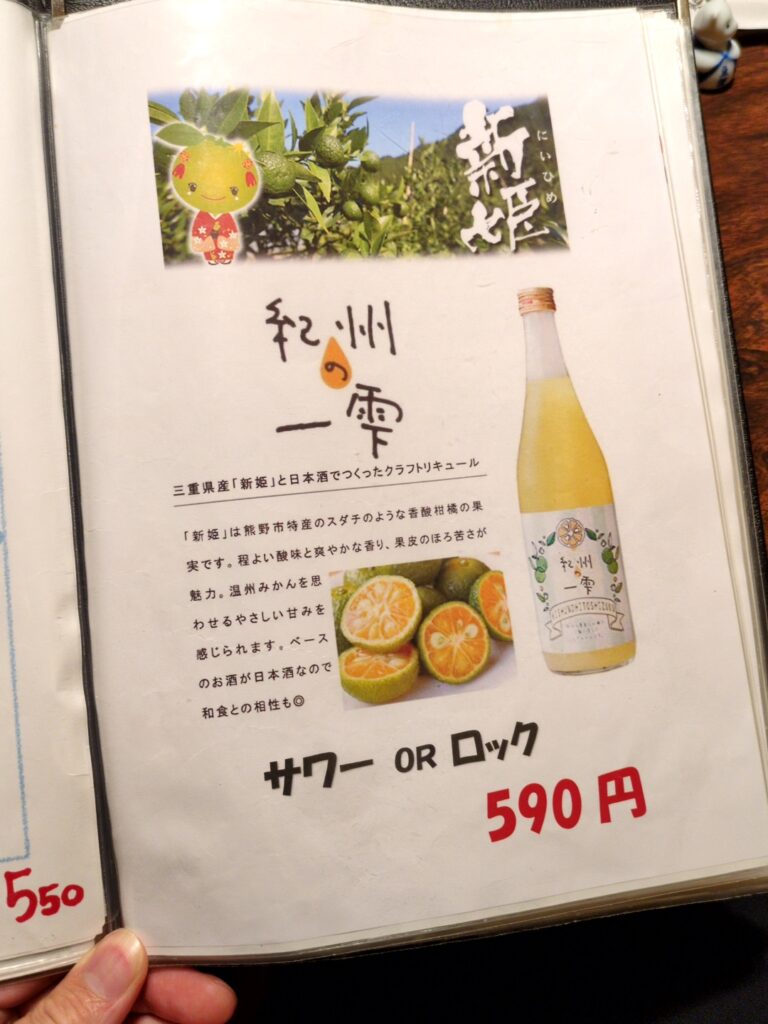 新姫
にいひめ
紀州
の
一雫
三重県産「新姫」と日本酒でつくったクラフトリキュール
「新姫」は熊野市特産のスダチのような香酸柑橘の果
実です。程よい酸味と爽やかな香り、果皮のほろ苦さが
魅力。温州みかんを思
わせるやさしい甘みを
感じられます。ベース
のお酒が日本酒なので
和食との相性も◎
紀州
の
一雫
KISHUNOHITOSHIZUKU
サワー OR ロック
590円
550